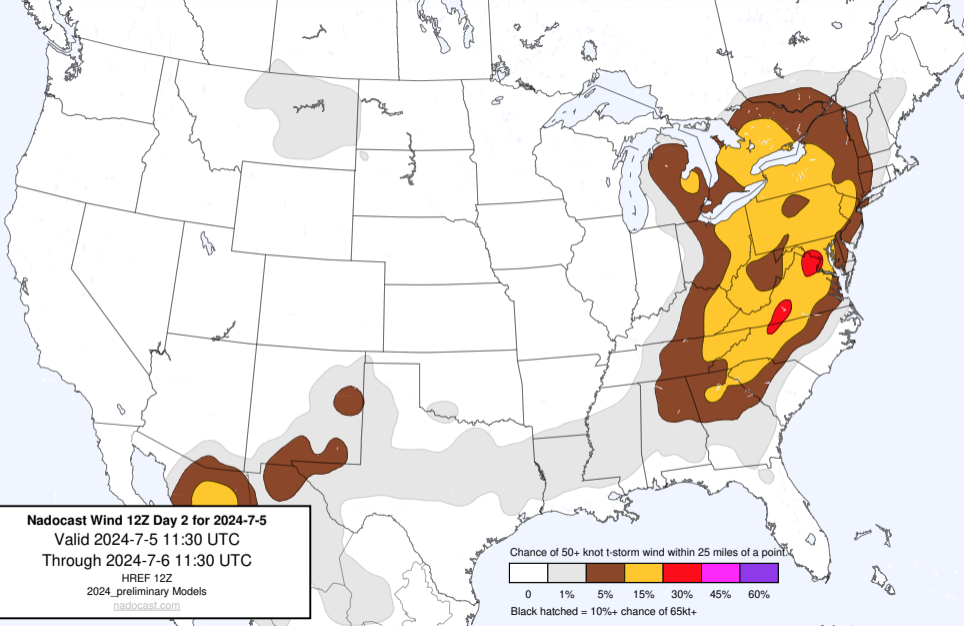 Nadocast Wind 12Z Day 2 for 2024-7-5
Valid 2024-7-5 11:30 UTC
Through 2024-7-6 11:30 UTC
HREF 12Z
2024_preliminary Models
nadocast.com
Chance of 50+ knot t-storm wind within 25 miles of a point.
0 1% 5% 15% 30% 45% 60%
Black hatched = 10%+ chance of 65kt+